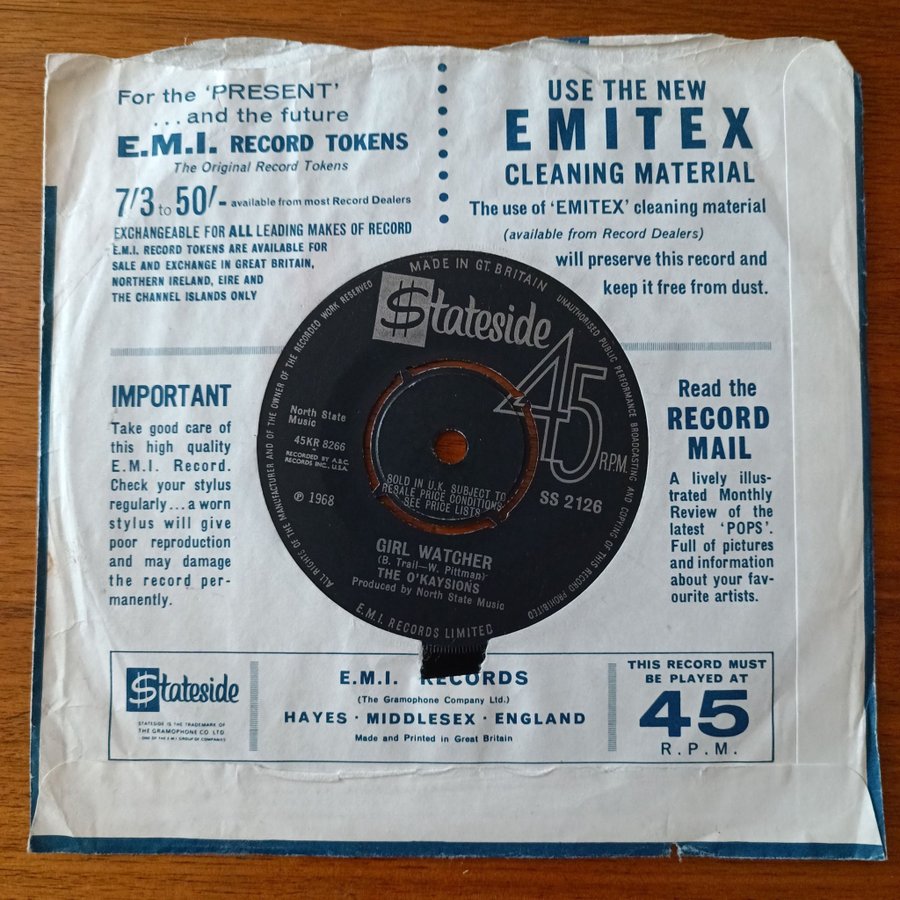 For the 'PRESENT'
...and the future
E.M.I. RECORD TOKENS
The Original Record Tokens
7/3 to 50/- available from most Record Dealers
EXCHANGEABLE FOR ALL LEADING MAKES OF RECORD
E.M.I. RECORD TOKENS ARE AVAILABLE FOR
SALE AND EXCHANGE IN GREAT BRITAIN,
NORTHERN IRELAND, EIRE AND
THE CHANNEL ISLANDS ONLY
USE THE NEW
EMITEX
CLEANING MATERIAL
The use of 'EMITEX' cleaning material
(available from Record Dealers)
will preserve this record and
keep it free from dust.
IMPORTANT
Take good care of
this high quality
E.M.I. Record.
Check your stylus
regularly...a worn
stylus will give
poor reproduction
and may damage
the record per-
manently.
MADE IN GT. BRITAIN
ALL RIGHTS OF THE MANUFACTURER AND OF THE OWNER OF THE RECORDED WORK RESERVED
UNAUTHORISED PUBLIC PERFORMANCE BROADCASTING AND COPYING OF THIS RECORD PROHIBITED
Stateside
45
R.P.M.
North State
Music
45KR 8266
RECORDED BY A.B.C.
RECORDS INC., U.S.A.
℗ 1968
SOLD IN U.K. SUBJECT TO
RESALE PRICE CONDITIONS
SEE PRICE LISTS
SS 2126
GIRL WATCHER
(B. Trail—W. Pittman)
THE O'KAYSIONS
Produced by North State Music
E.M.I. RECORDS LIMITED
Read the
RECORD
MAIL
A lively illus-
trated Monthly
Review of the
latest 'POPS'.
Full of pictures
and information
about your fav-
ourite artists.
Stateside
STATESIDE IS THE TRADEMARK OF
THE GRAMOPHONE CO. LTD
ONE OF THE E.M.I GROUP OF COMPANIES
E.M.I. RECORDS
(The Gramophone Company Ltd.)
HAYES · MIDDLESEX · ENGLAND
Made and Printed in Great Britain
THIS RECORD MUST
BE PLAYED AT
45
R.P.M.